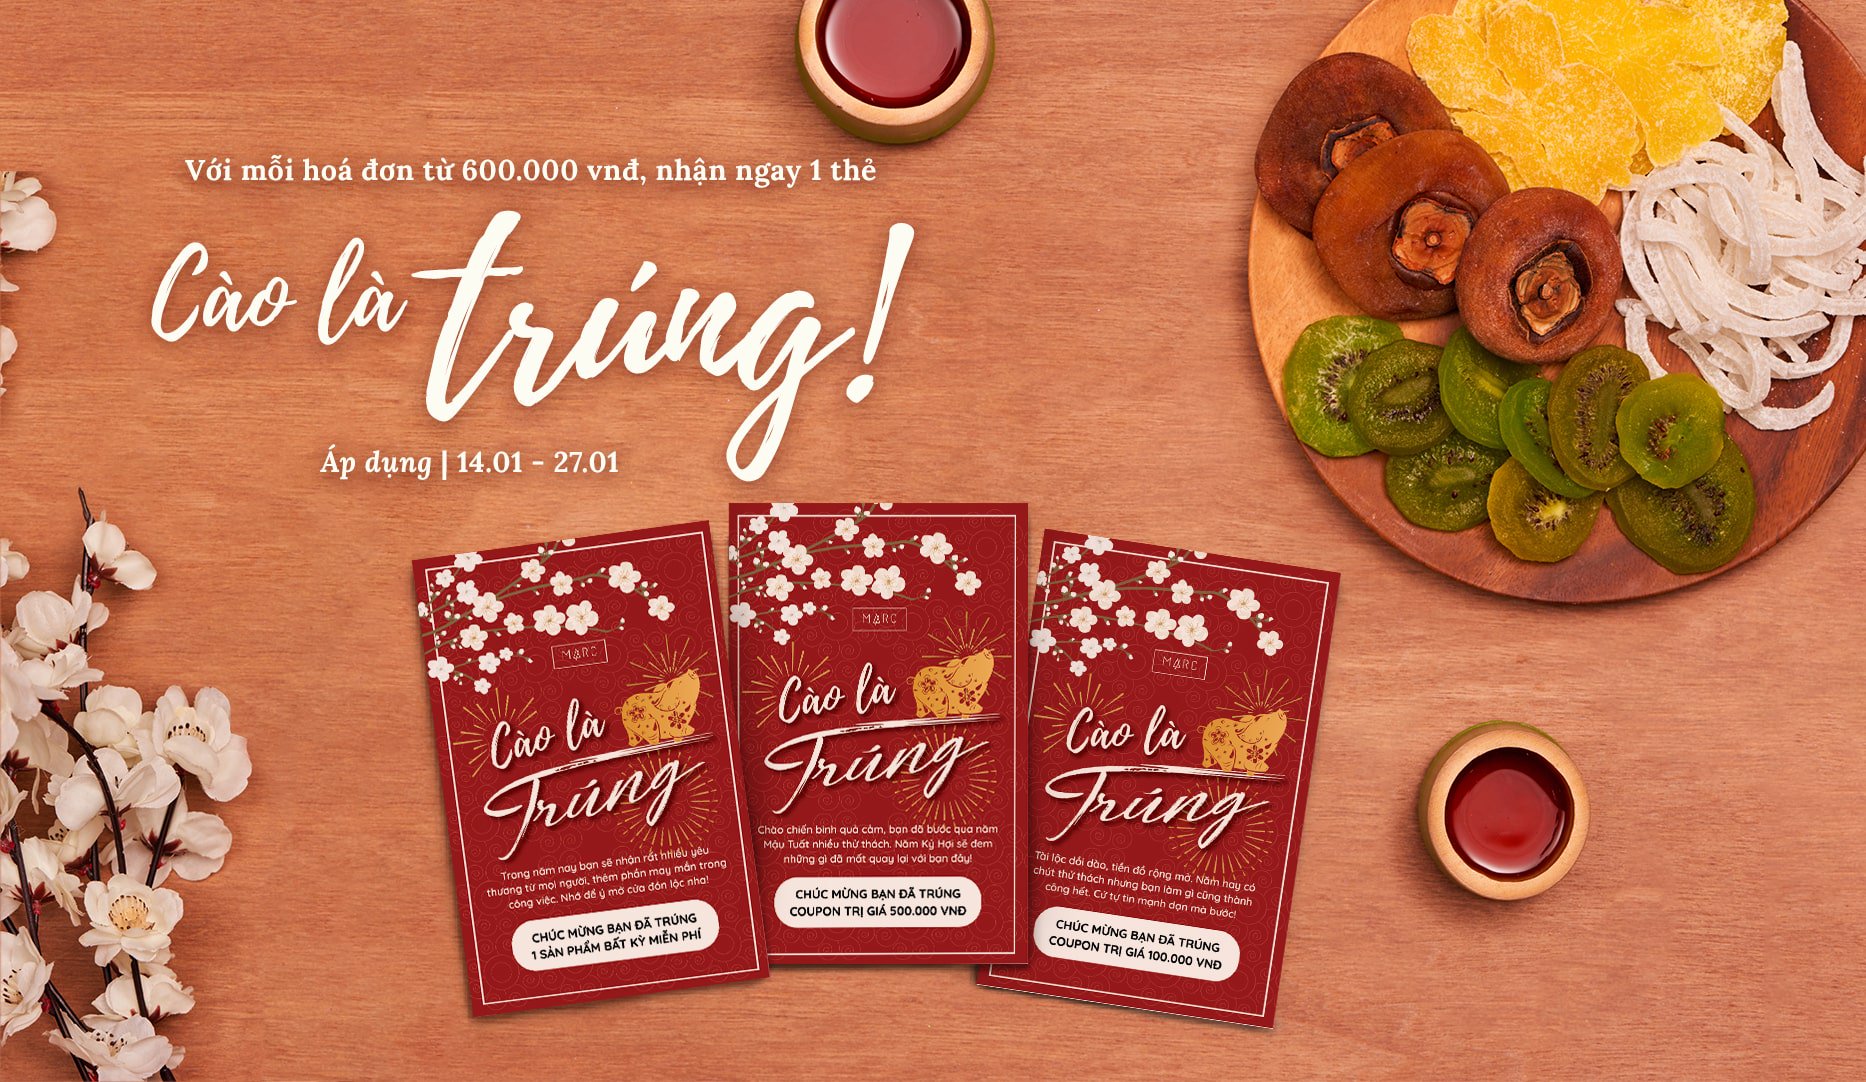 Với mỗi hoá đơn từ 600.000 vnđ, nhận ngay 1 thẻ
Cào là trúng!
Áp dụng | 14.01 - 27.01
MARC
Cào là
Trúng
Trong năm nay bạn sẽ nhận rất nhiều yêu
thương từ mọi người, thêm phần may mắn trong
công việc. Nhớ để ý mở cửa đón lộc nha!
CHÚC MỪNG BẠN ĐÃ TRÚNG
1 SẢN PHẨM BẤT KỲ MIỄN PHÍ
MARC
Cào là
Trúng
Chào chiến binh quả cảm, bạn đã bước qua năm
Mậu Tuất nhiều thử thách. Năm Kỷ Hợi sẽ đem
những gì đã mất quay lại với bạn đây!
CHÚC MỪNG BẠN ĐÃ TRÚNG
COUPON TRỊ GIÁ 500.000 VNĐ
MARC
Cào là
Trúng
Tài lộc dồi dào, tiền đồ rộng mở. Năm hay có
chút thử thách nhưng bạn làm gì cũng thành
công hết. Cứ tự tin mạnh dạn mà bước!
CHÚC MỪNG BẠN ĐÃ TRÚNG
COUPON TRỊ GIÁ 100.000 VNĐ